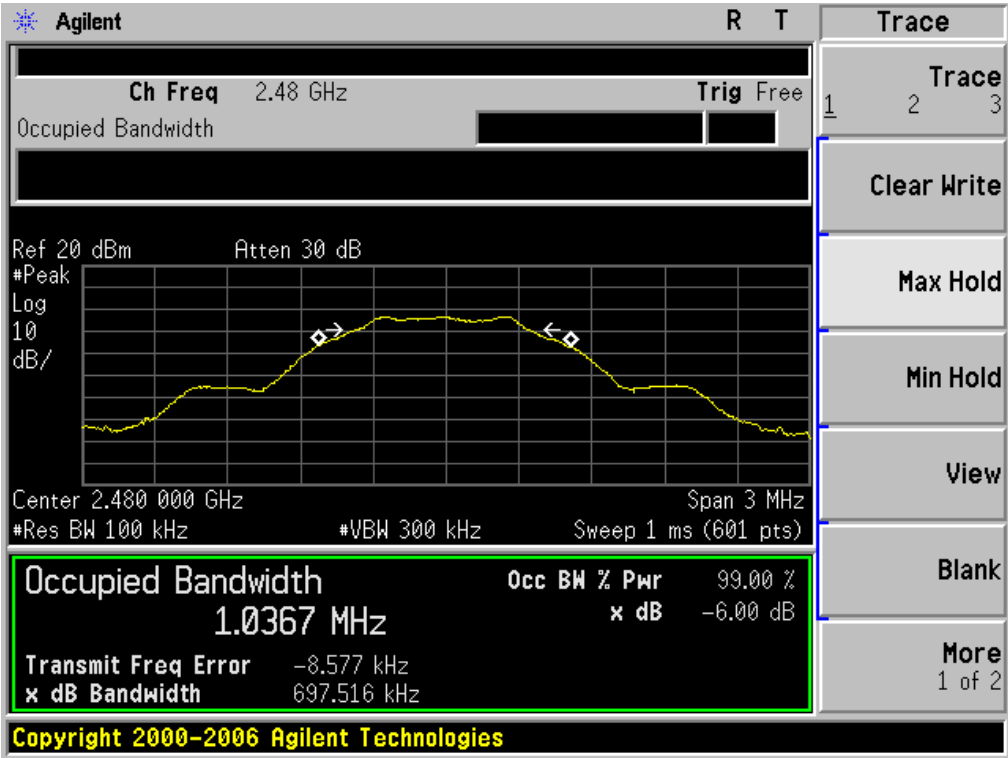 Agilent R T
Ch Freq 2.48 GHz Trig Free
Occupied Bandwidth
Ref 20 dBm Atten 30 dB
#Peak
Log
10
dB/
Center 2.480 000 GHz Span 3 MHz
#Res BW 100 kHz #VBW 300 kHz Sweep 1 ms (601 pts)
Occupied Bandwidth Occ BW % Pwr 99.00 %
1.0367 MHz x dB -6.00 dB
Transmit Freq Error -8.577 kHz
x dB Bandwidth 697.516 kHz
Copyright 2000-2006 Agilent Technologies
Trace
Trace
1 2 3
Clear Write
Max Hold
Min Hold
View
Blank
More
1 of 2